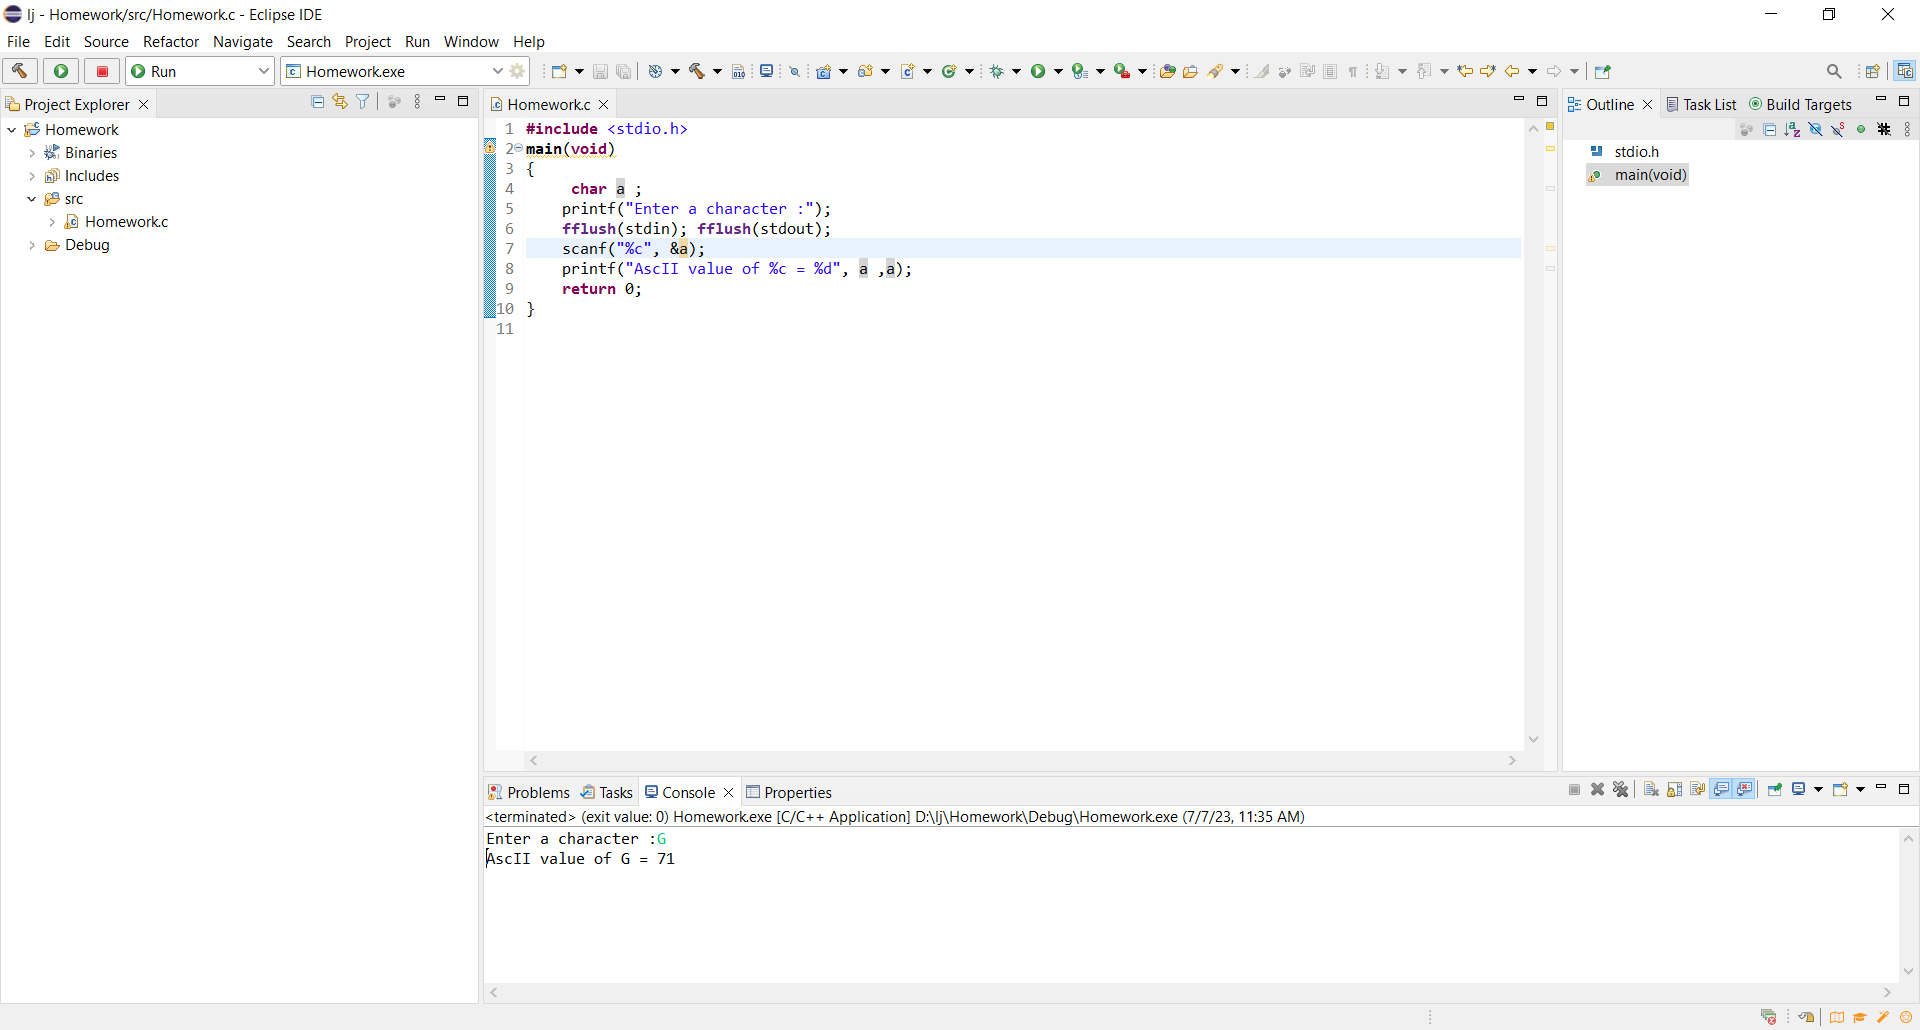 lj - Homework/src/Homework.c - Eclipse IDE
File Edit Source Refactor Navigate Search Project Run Window Help
Run Homework.exe
Project Explorer
Homework
Binaries
Includes
src
Homework.c
Debug
Homework.c
1 #include <stdio.h>
2 main(void)
3 {
4 char a ;
5 printf("Enter a character :");
6 fflush(stdin); fflush(stdout);
7 scanf("%c", &a);
8 printf("AscII value of %c = %d", a ,a);
9 return 0;
10 }
11
Outline Task List Build Targets
stdio.h
main(void)
Problems Tasks Console Properties
<terminated> (exit value: 0) Homework.exe [C/C++ Application] D:\lj\Homework\Debug\Homework.exe (7/7/23, 11:35 AM)
Enter a character :G
AscII value of G = 71